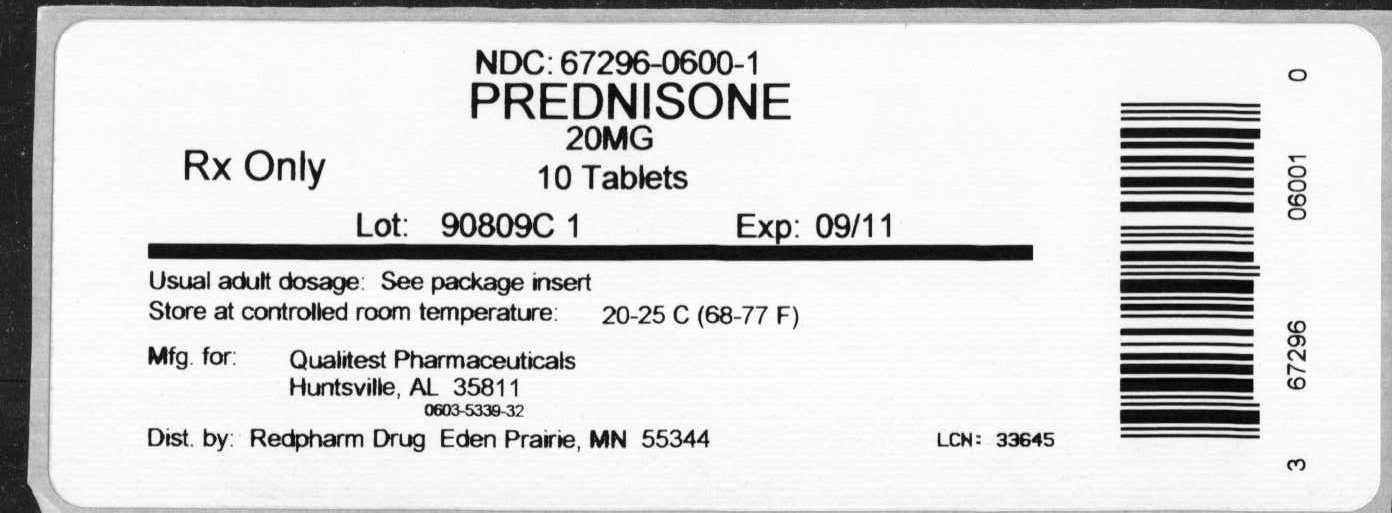 NDC: 67296-0600-1
PREDNISONE
20MG
Rx Only
10 Tablets
Lot: 90809C 1 Exp: 09/11
Usual adult dosage: See package insert
Store at controlled room temperature: 20-25 C (68-77 F)
Mfg. for: Qualitest Pharmaceuticals
Huntsville, AL 35811
0603-5339-32
Dist. by: Redpharm Drug Eden Prairie, MN 55344 LCN: 33645
3 67296 06001 0